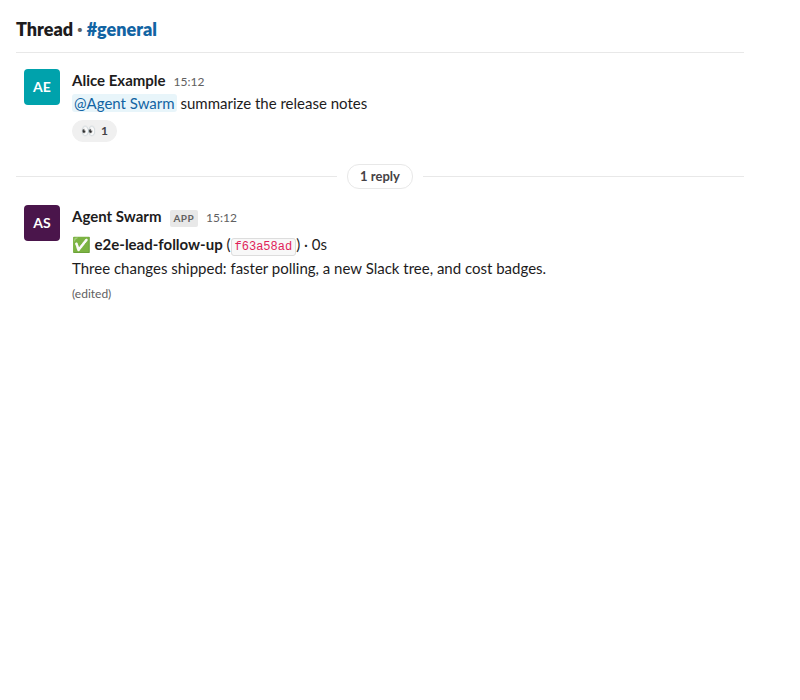 Thread • #general
AE
Alice Example 15:12
@Agent Swarm summarize the release notes
👀 1
1 reply
AS
Agent Swarm APP 15:12
✅ e2e-lead-follow-up (f63a58ad) · 0s
Three changes shipped: faster polling, a new Slack tree, and cost badges.
(edited)